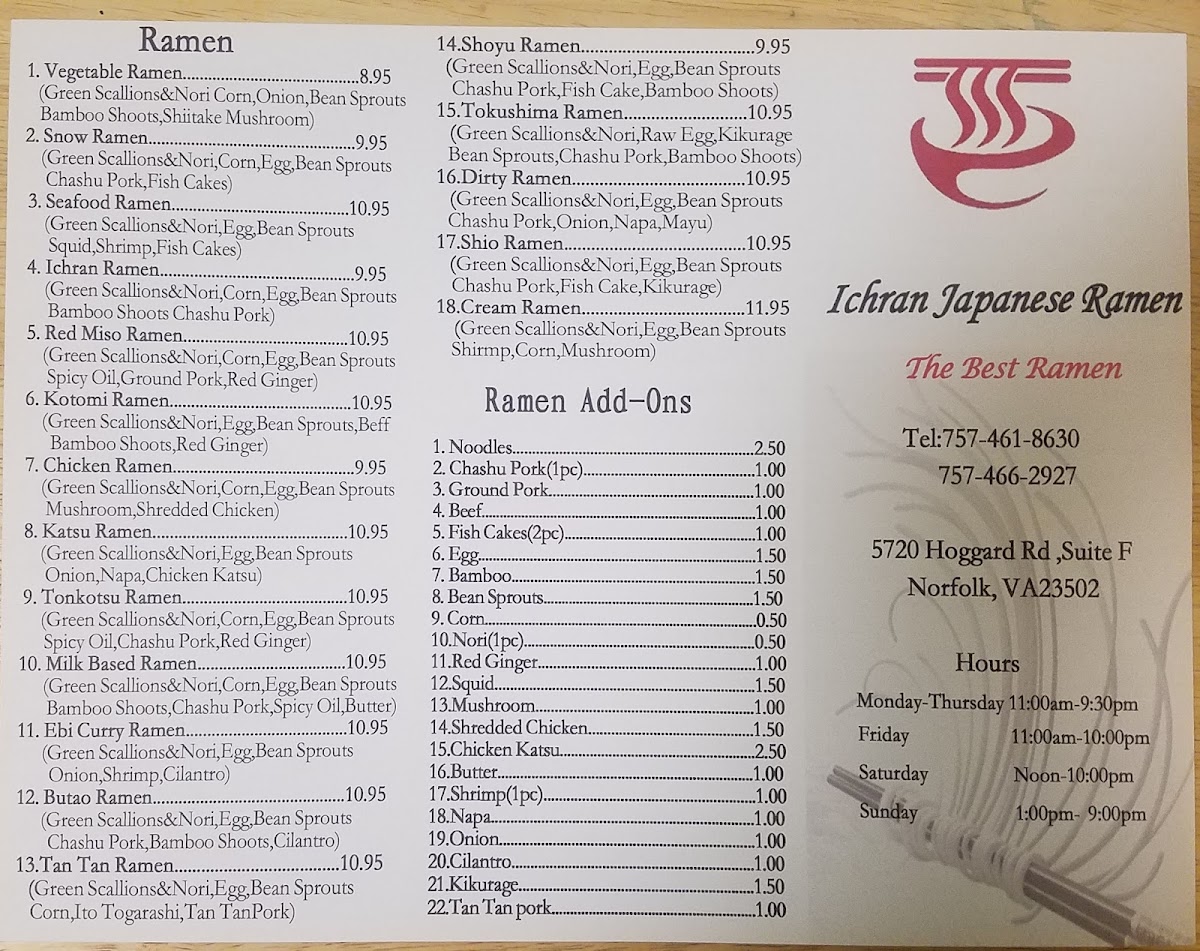 Ramen
1. Vegetable Ramen......................................8.95
(Green Scallions&Nori Corn,Onion,Bean Sprouts
Bamboo Shoots,Shiitake Mushroom)
2. Snow Ramen.............................................9.95
(Green Scallions&Nori,Corn,Egg,Bean Sprouts
Chashu Pork,Fish Cakes)
3. Seafood Ramen.......................................10.95
(Green Scallions&Nori,Egg,Bean Sprouts
Squid,Shrimp,Fish Cakes)
4. Ichran Ramen...........................................9.95
(Green Scallions&Nori,Corn,Egg,Bean Sprouts
Bamboo Shoots Chashu Pork)
5. Red Miso Ramen.....................................10.95
(Green Scallions&Nori,Corn,Egg,Bean Sprouts
Spicy Oil,Ground Pork,Red Ginger)
6. Kotomi Ramen........................................10.95
(Green Scallions&Nori,Egg,Bean Sprouts,Beff
Bamboo Shoots,Red Ginger)
7. Chicken Ramen........................................9.95
(Green Scallions&Nori,Corn,Egg,Bean Sprouts
Mushroom,Shredded Chicken)
8. Katsu Ramen...........................................10.95
(Green Scallions&Nori,Egg,Bean Sprouts
Onion,Napa,Chicken Katsu)
9. Tonkotsu Ramen.....................................10.95
(Green Scallions&Nori,Corn,Egg,Bean Sprouts
Spicy Oil,Chashu Pork,Red Ginger)
10. Milk Based Ramen.................................10.95
(Green Scallions&Nori,Corn,Egg,Bean Sprouts
Bamboo Shoots,Chashu Pork,Spicy Oil,Butter)
11. Ebi Curry Ramen...................................10.95
(Green Scallions&Nori,Egg,Bean Sprouts
Onion,Shrimp,Cilantro)
12. Butao Ramen..........................................10.95
(Green Scallions&Nori,Egg,Bean Sprouts
Chashu Pork,Bamboo Shoots,Cilantro)
13.Tan Tan Ramen.....................................10.95
(Green Scallions&Nori,Egg,Bean Sprouts
Corn,Ito Togarashi,Tan TanPork)
14.Shoyu Ramen.......................................9.95
(Green Scallions&Nori,Egg,Bean Sprouts
Chashu Pork,Fish Cake,Bamboo Shoots)
15.Tokushima Ramen...........................10.95
(Green Scallions&Nori,Raw Egg,Kikurage
Bean Sprouts,Chashu Pork,Bamboo Shoots)
16.Dirty Ramen......................................10.95
(Green Scallions&Nori,Egg,Bean Sprouts
Chashu Pork,Onion,Napa,Mayu)
17.Shio Ramen........................................10.95
(Green Scallions&Nori,Egg,Bean Sprouts
Chashu Pork,Fish Cake,Kikurage)
18.Cream Ramen.....................................11.95
(Green Scallions&Nori,Egg,Bean Sprouts
Shirmp,Corn,Mushroom)
Ramen Add-Ons
1. Noodles..........................................................2.50
2. Chashu Pork(1pc).........................................1.00
3. Ground Pork.................................................1.00
4. Beef.................................................................1.00
5. Fish Cakes(2pc).............................................1.00
6. Egg..................................................................1.50
7. Bamboo..........................................................1.50
8. Bean Sprouts.................................................1.50
9. Corn................................................................0.50
10.Nori(1pc).......................................................0.50
11.Red Ginger....................................................1.00
12.Squid..............................................................1.50
13.Mushroom.....................................................1.00
14.Shredded Chicken........................................1.50
15.Chicken Katsu...............................................2.50
16.Butter.............................................................1.00
17.Shrimp(1pc)..................................................1.00
18.Napa...............................................................1.00
19.Onion.............................................................1.00
20.Cilantro..........................................................1.00
21.Kikurage........................................................1.50
22.Tan Tan pork.................................................1.00
Ichran Japanese Ramen
The Best Ramen
Tel:757-461-8630
757-466-2927
5720 Hoggard Rd ,Suite F
Norfolk, VA23502
Hours
Monday-Thursday 11:00am-9:30pm
Friday 11:00am-10:00pm
Saturday Noon-10:00pm
Sunday 1:00pm- 9:00pm